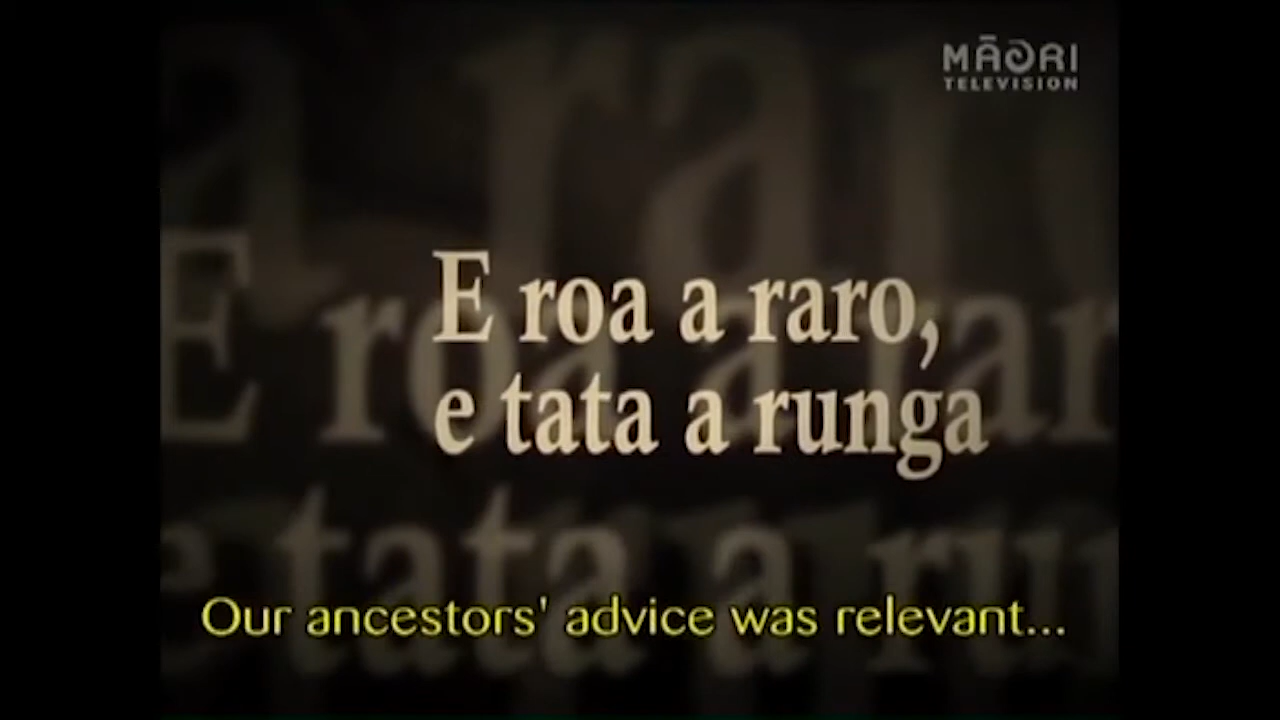 MĀORI
TELEVISION
E roa a raro,
e tata a runga
Our ancestors' advice was relevant...